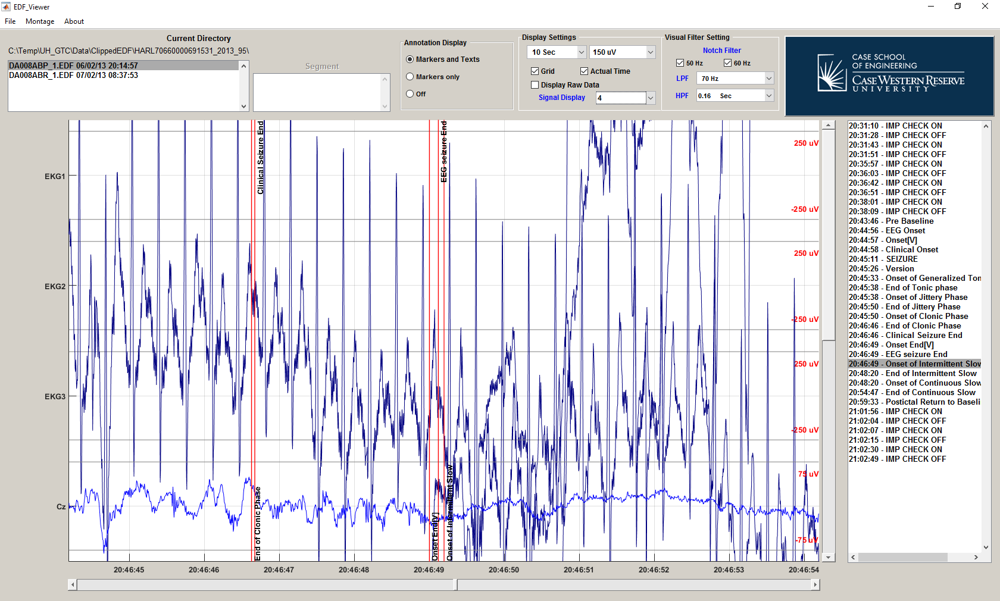 EDF_Viewer
File Montage About
Current Directory
C:\Temp\UH_GTC\Data\ClippedEDF\HARL70660000691531_2013_95\
DA008ABP_1.EDF 06/02/13 20:14:57
DA008ABR_1.EDF 07/02/13 08:37:53
Segment
Annotation Display
Markers and Texts
Markers only
Off
Display Settings
10 Sec 150 uV
Grid Actual Time
Display Raw Data
Signal Display 4
Visual Filter Setting
Notch Filter
50 Hz 60 Hz
LPF 70 Hz
HPF 0.16 Sec
CASE SCHOOL
OF ENGINEERING
CASE WESTERN RESERVE
UNIVERSITY
EKG1
EKG2
EKG3
Cz
Clinical Seizure End
End of Clonic Phase
EEG seizure End
Onset End[V]
Onset of Intermittent Slow
250 uV
-250 uV
250 uV
-250 uV
250 uV
-250 uV
75 uV
-75 uV
20:46:45 20:46:46 20:46:47 20:46:48 20:46:49 20:46:50 20:46:51 20:46:52 20:46:53 20:46:54
20:31:10 - IMP CHECK ON
20:31:28 - IMP CHECK OFF
20:31:43 - IMP CHECK ON
20:31:51 - IMP CHECK OFF
20:35:57 - IMP CHECK ON
20:36:03 - IMP CHECK OFF
20:36:42 - IMP CHECK ON
20:36:51 - IMP CHECK OFF
20:38:01 - IMP CHECK ON
20:38:09 - IMP CHECK OFF
20:43:46 - Pre Baseline
20:44:56 - EEG Onset
20:44:57 - Onset[V]
20:44:58 - Clinical Onset
20:45:11 - SEIZURE
20:45:26 - Version
20:45:33 - Onset of Generalized Ton
20:45:38 - End of Tonic phase
20:45:38 - Onset of Jittery Phase
20:45:50 - End of Jittery Phase
20:45:50 - Onset of Clonic Phase
20:46:46 - End of Clonic Phase
20:46:46 - Clinical Seizure End
20:46:49 - Onset End[V]
20:46:49 - EEG seizure End
20:46:49 - Onset of Intermittent Slow
20:48:20 - End of Intermittent Slow
20:48:20 - Onset of Continuous Slow
20:54:47 - End of Continuous Slow
20:59:33 - Postictal Return to Baseli
21:01:56 - IMP CHECK ON
21:02:04 - IMP CHECK OFF
21:02:07 - IMP CHECK ON
21:02:15 - IMP CHECK OFF
21:02:30 - IMP CHECK ON
21:02:49 - IMP CHECK OFF